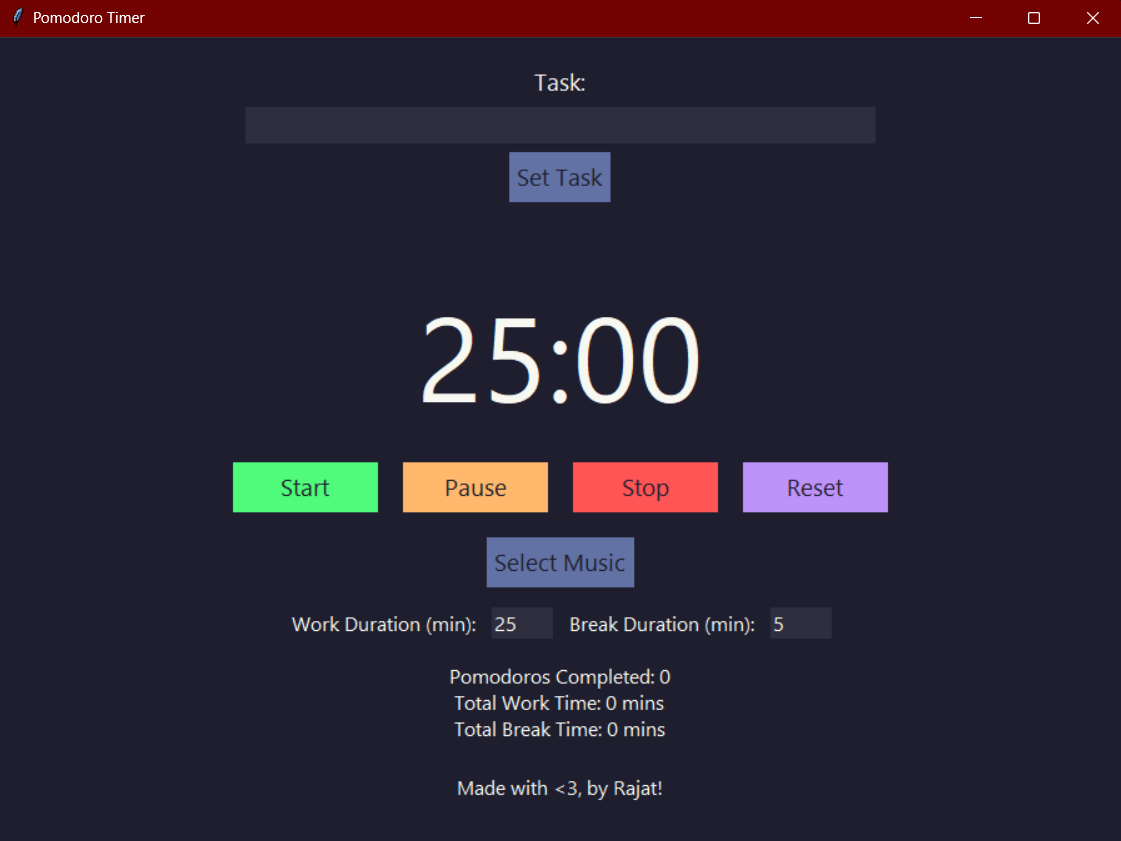 Pomodoro Timer
Task:
Set Task
25:00
Start Pause Stop Reset
Select Music
Work Duration (min): 25 Break Duration (min): 5
Pomodoros Completed: 0
Total Work Time: 0 mins
Total Break Time: 0 mins
Made with <3, by Rajat!